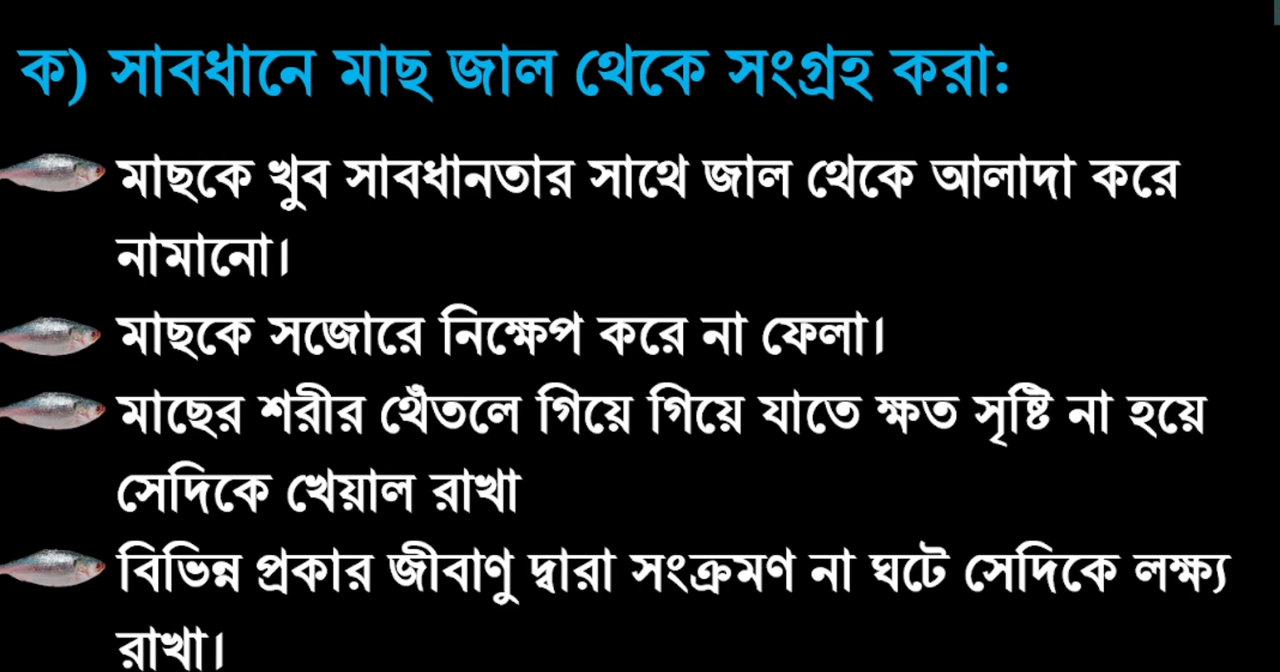 ক) সাবধানে মাছ জাল থেকে সংগ্রহ করা:
মাছকে খুব সাবধানতার সাথে জাল থেকে আলাদা করে
নামানো।
মাছকে সজোরে নিক্ষেপ করে না ফেলা।
মাছের শরীর থেঁতলে গিয়ে গিয়ে যাতে ক্ষত সৃষ্টি না হয়ে
সেদিকে খেয়াল রাখা
বিভিন্ন প্রকার জীবাণু দ্বারা সংক্রমণ না ঘটে সেদিকে লক্ষ্য
রাখা।